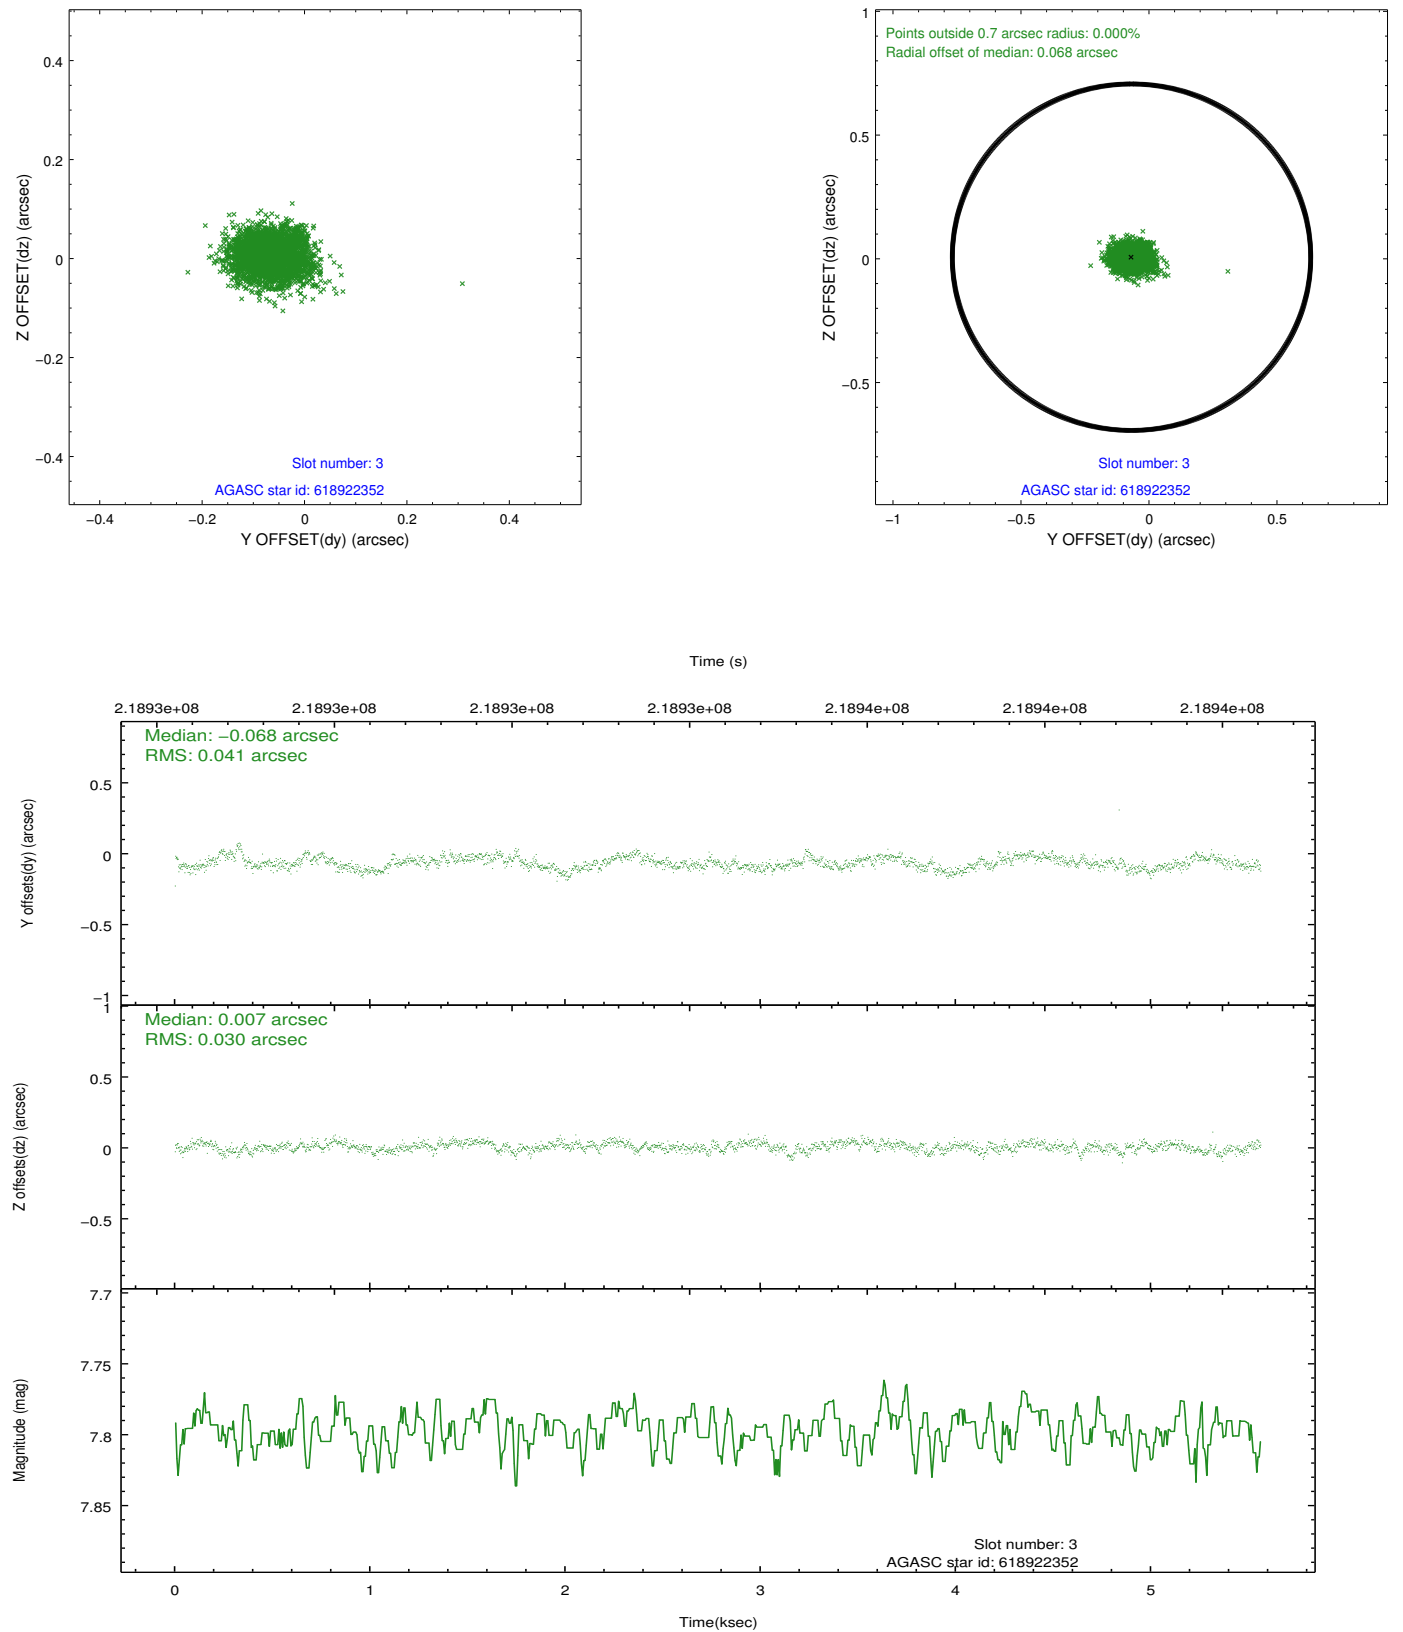 0.4
0.2
0
−0.2
−0.4
Z OFFSET(dz) (arcsec)
Slot number: 3
AGASC star id: 618922352
−0.4 −0.2 0 0.2 0.4
Y OFFSET(dy) (arcsec)
Points outside 0.7 arcsec radius: 0.000%
Radial offset of median: 0.068 arcsec
1
0.5
0
−0.5
Z OFFSET(dz) (arcsec)
Slot number: 3
AGASC star id: 618922352
−1 −0.5 0 0.5
Y OFFSET(dy) (arcsec)
Time (s)
2.1893e+08 2.1893e+08 2.1893e+08 2.1893e+08 2.1894e+08 2.1894e+08 2.1894e+08
Median: −0.068 arcsec
RMS: 0.041 arcsec
0.5
0
−0.5
−1
Y offsets(dy) (arcsec)
Median: 0.007 arcsec
RMS: 0.030 arcsec
1
0.5
0
−0.5
Z offsets(dz) (arcsec)
7.7
7.75
7.8
7.85
Magnitude (mag)
Slot number: 3
AGASC star id: 618922352
0 1 2 3 4 5
Time(ksec)